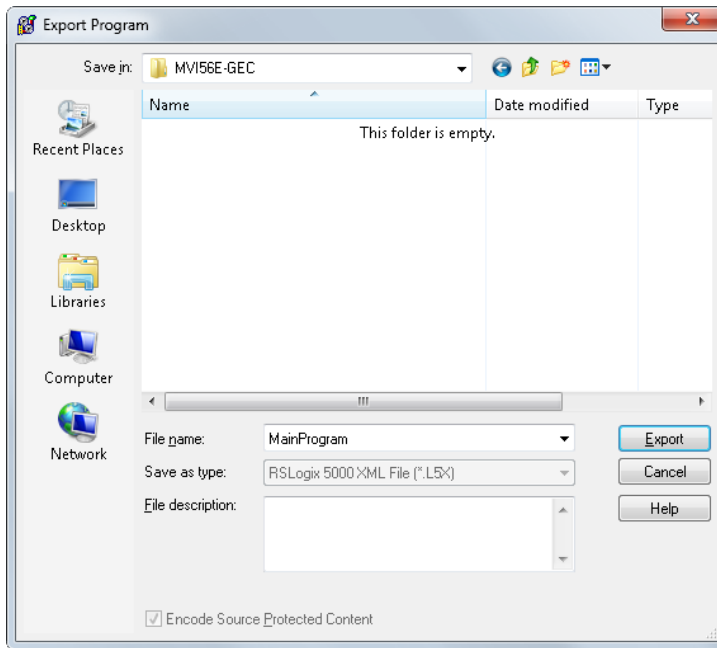 Export Program
Save in: MVI56E-GEC
Name Date modified Type
This folder is empty.
Recent Places
Desktop
Libraries
Computer
Network
File name: MainProgram Export
Save as type: RSLogix 5000 XML File (*.L5X) Cancel
File description: Help
Encode Source Protected Content